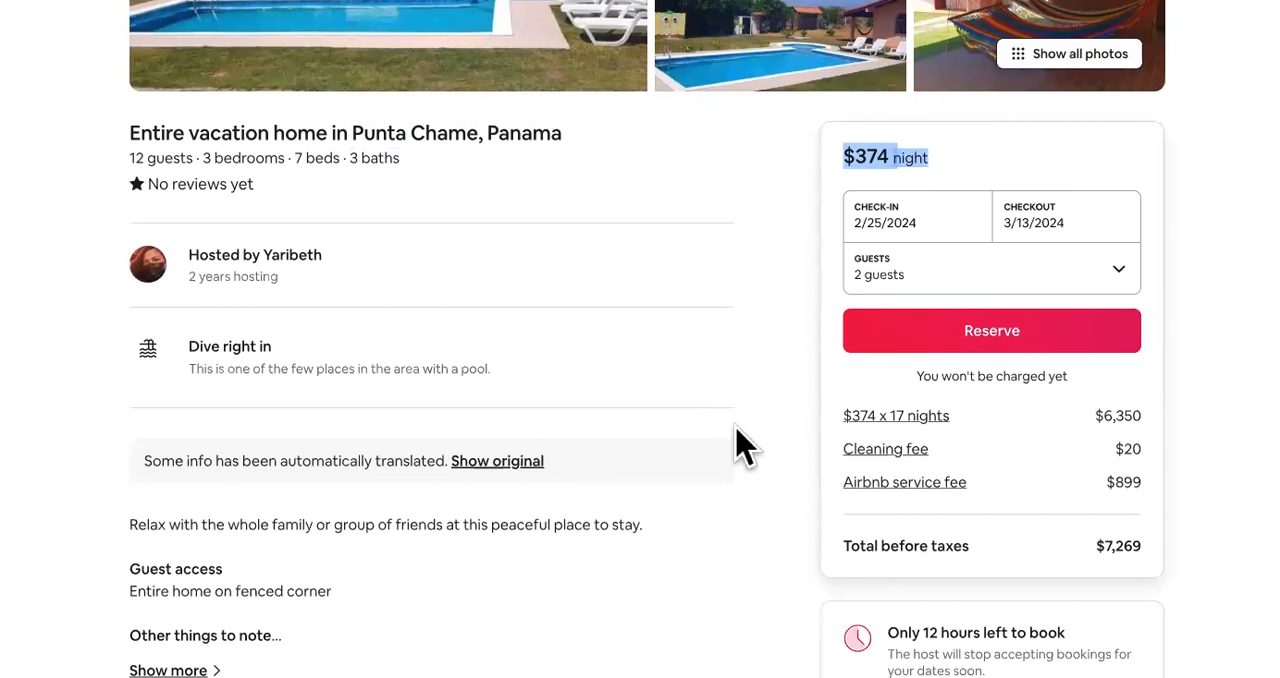 Show all photos
Entire vacation home in Punta Chame, Panama
12 guests · 3 bedrooms · 7 beds · 3 baths
No reviews yet
Hosted by Yaribeth
2 years hosting
Dive right in
This is one of the few places in the area with a pool.
Some info has been automatically translated. Show original
Relax with the whole family or group of friends at this peaceful place to stay.
Guest access
Entire home on fenced corner
Other things to note...
Show more
$374 night
CHECK-IN
2/25/2024
CHECKOUT
3/13/2024
GUESTS
2 guests
Reserve
You won't be charged yet
$374 x 17 nights $6,350
Cleaning fee $20
Airbnb service fee $899
Total before taxes $7,269
Only 12 hours left to book
The host will stop accepting bookings for
your dates soon.